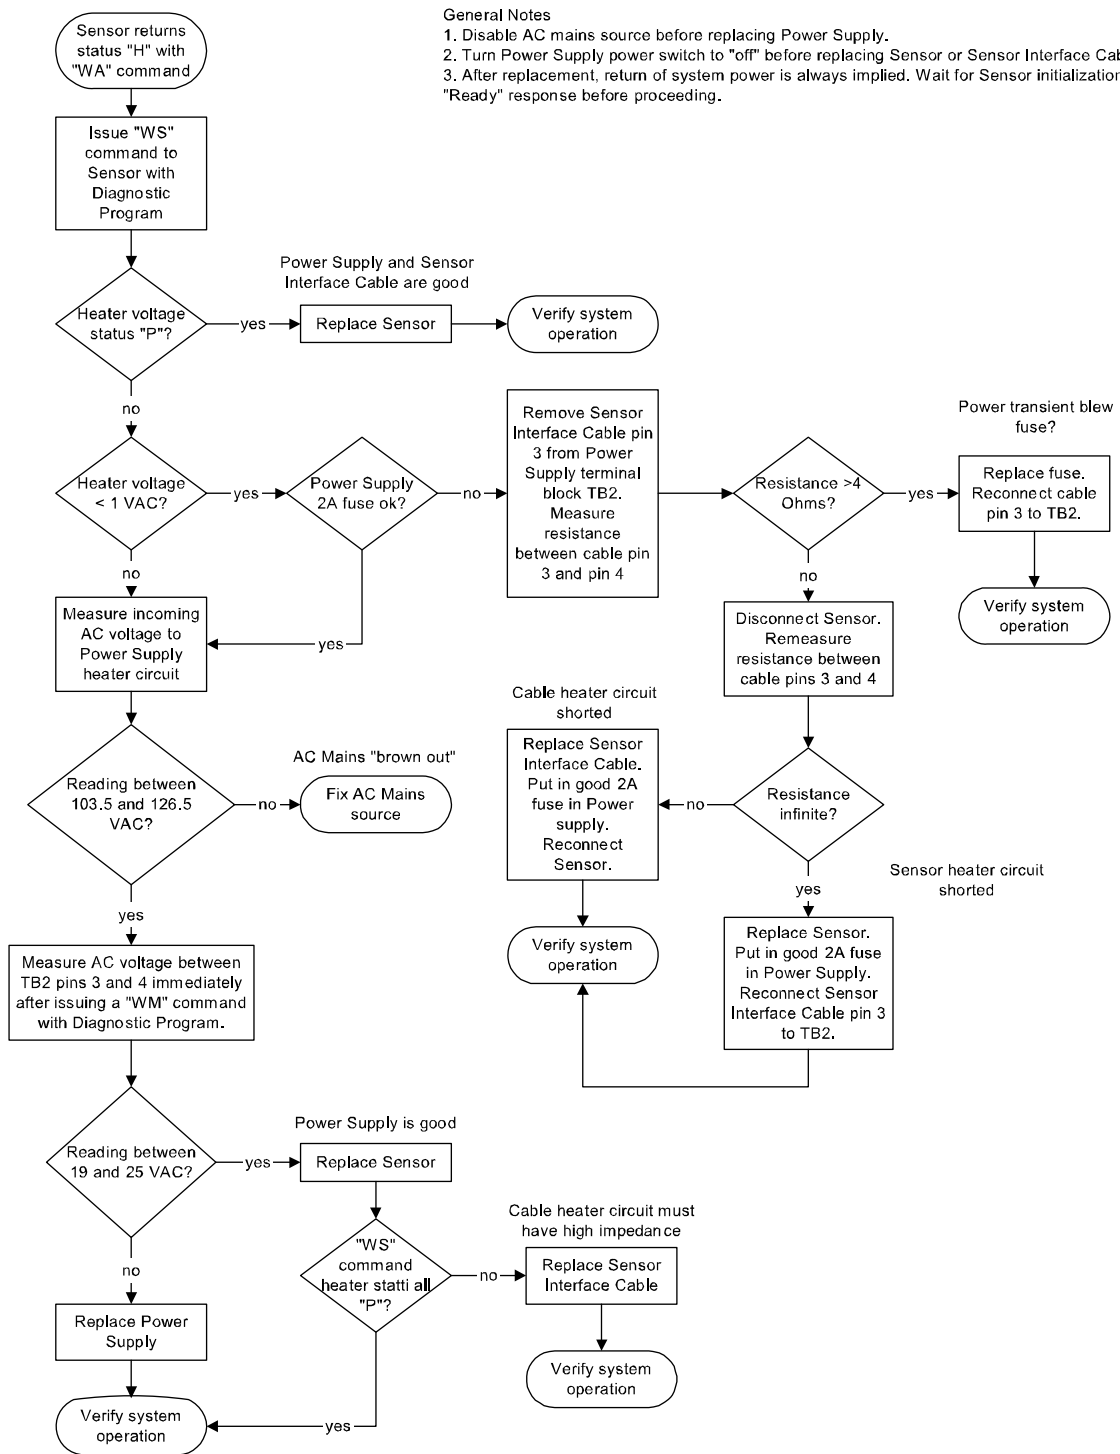 General Notes
1. Disable AC mains source before replacing Power Supply.
2. Turn Power Supply power switch to "off" before replacing Sensor or Sensor Interface
3. After replacement, return of system power is always implied. Wait for Sensor initialization
"Ready" response before proceeding.
Sensor returns
status "H" with
"WA" command
Issue "WS"
command to
Sensor with
Diagnostic
Program
Heater voltage
status "P"?
yes
Power Supply and Sensor
Interface Cable are good
Replace Sensor
Verify system
operation
no
Heater voltage
< 1 VAC?
yes
Power Supply
2A fuse ok?
no
Remove Sensor
Interface Cable pin
3 from Power
Supply terminal
block TB2.
Measure
resistance
between cable pin
3 and pin 4
Resistance >4
Ohms?
yes
Power transient blew
fuse?
Replace fuse.
Reconnect cable
pin 3 to TB2.
Verify system
operation
no
Disconnect Sensor.
Remeasure
resistance between
cable pins 3 and 4
Resistance
infinite?
no
Cable heater circuit
shorted
Replace Sensor
Interface Cable.
Put in good 2A
fuse in Power
supply.
Reconnect
Sensor.
Verify system
operation
yes
Sensor heater circuit
shorted
Replace Sensor.
Put in good 2A fuse
in Power Supply.
Reconnect Sensor
Interface Cable pin 3
to TB2.
no
yes
Measure incoming
AC voltage to
Power Supply
heater circuit
Reading between
103.5 and 126.5
VAC?
no
AC Mains "brown out"
Fix AC Mains
source
yes
Measure AC voltage between
TB2 pins 3 and 4 immediately
after issuing a "WM" command
with Diagnostic Program.
Reading between
19 and 25 VAC?
yes
Power Supply is good
Replace Sensor
"WS"
command
heater statti all
"P"?
no
Cable heater circuit must
have high impedance
Replace Sensor
Interface Cable
Verify system
operation
no
Replace Power
Supply
yes
Verify system
operation